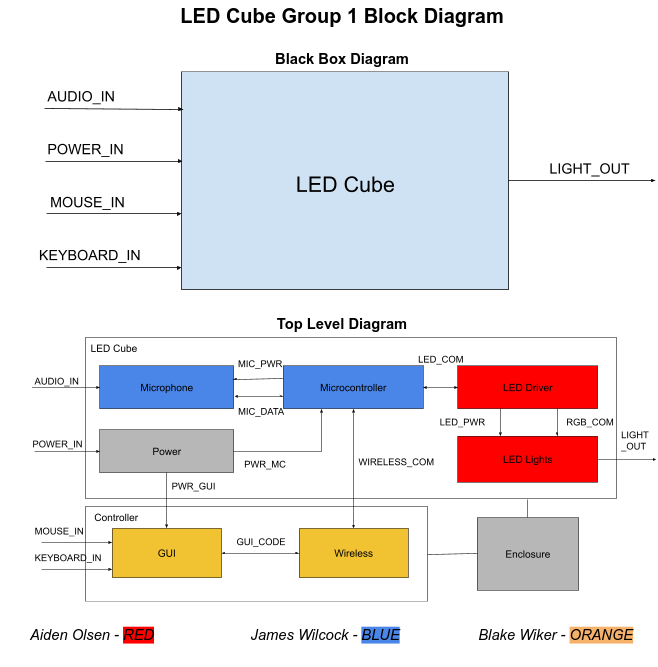 LED Cube Group 1 Block Diagram
Black Box Diagram
AUDIO_IN
POWER_IN
MOUSE_IN
KEYBOARD_IN
LED Cube
LIGHT_OUT
Top Level Diagram
LED Cube
AUDIO_IN
Microphone
MIC_PWR
MIC_DATA
Microcontroller
LED_COM
LED Driver
LED_PWR
RGB_COM
POWER_IN
Power
PWR_MC
WIRELESS_COM
LED Lights
LIGHT
_OUT
PWR_GUI
Controller
MOUSE_IN
KEYBOARD_IN
GUI
GUI_CODE
Wireless
Enclosure
Aiden Olsen - RED
James Wilcock - BLUE
Blake Wiker - ORANGE